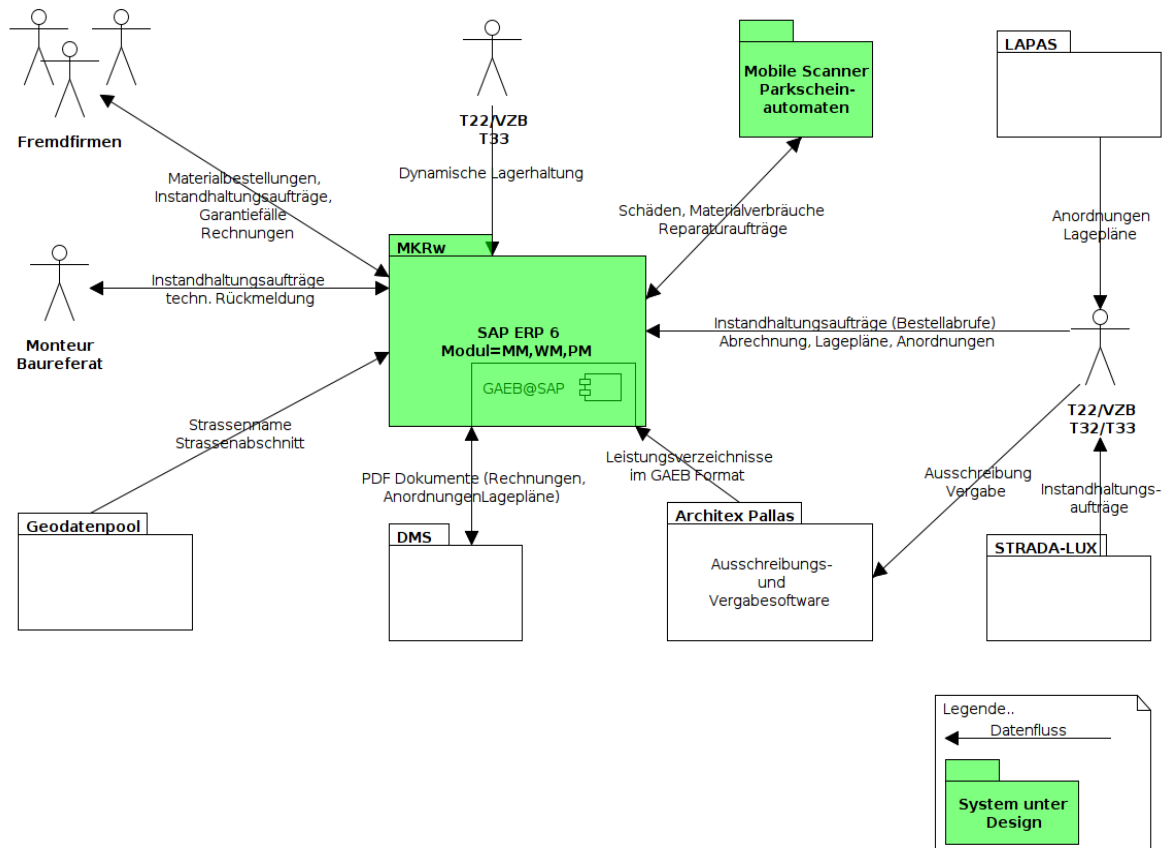 Fremdfirmen
T22/VZB
T33
Mobile Scanner
Parkschein-
automaten
LAPAS
Materialbestellungen,
Instandhaltungsaufträge,
Garantiefälle
Rechnungen
Dynamische Lagerhaltung
Schäden, Materialverbräuche
Reparaturaufträge
Anordnungen
Lagepläne
MKRw
SAP ERP 6
Modul=MM,WM,PM
GAEB@SAP
Instandhaltungsaufträge
techn. Rückmeldung
Monteur
Baureferat
Instandhaltungsaufträge (Bestellabrufe)
Abrechnung, Lagepläne, Anordnungen
T22/VZB
T32/T33
Strassenname
Strassenabschnitt
PDF Dokumente (Rechnungen,
AnordnungenLagepläne)
Leistungsverzeichnisse
im GAEB Format
Ausschreibung
Vergabe
Instandhaltungs-
aufträge
Geodatenpool
DMS
Architex Pallas
Ausschreibungs-
und
Vergabesoftware
STRADA-LUX
Legende..
Datenfluss
System unter
Design